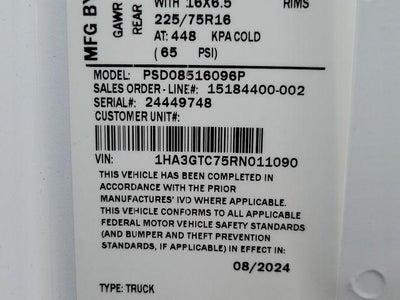 MFG BY
GAWR
REAR
WITH 16X6.5 RIMS
225/75R16
AT: 448 KPA COLD
( 65 PSI)
MODEL: PSD08516096P
SALES ORDER - LINE#: 15184400-002
SERIAL#: 24449748
CUSTOMER UNIT#:
VIN: 1HA3GTC75RN011090
THIS VEHICLE HAS BEEN COMPLETED IN
ACCORDANCE WITH THE PRIOR
MANUFACTURES' IVD WHERE APPLICABLE.
THIS VEHICLE CONFORMS TO ALL APPLICABLE
FEDERAL MOTOR VEHICLE SAFETY STANDARDS
(AND BUMPER AND THEFT PREVENTION
STANDARDS, IF APPLICABLE) IN EFFECT IN:
08/2024
TYPE: TRUCK